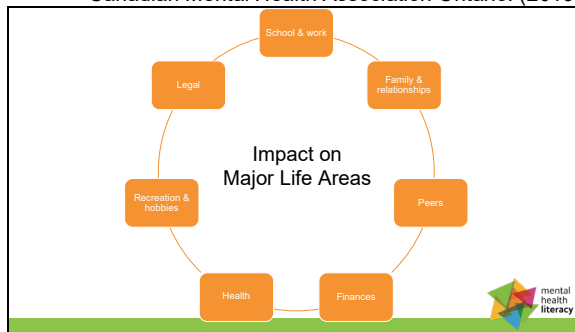 School & work
Family &
relationships
Peers
Finances
Health
Recreation &
hobbies
Legal
Impact on
Major Life Areas
mental
health
literacy